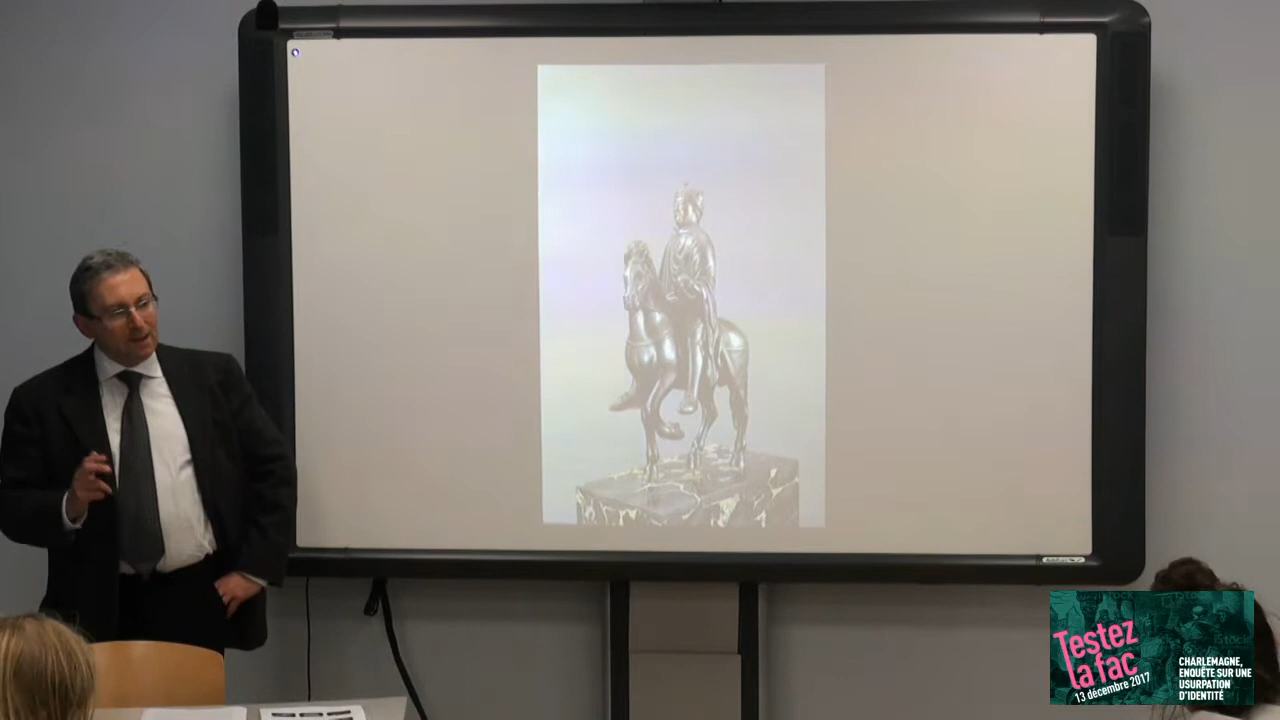 Testez
la fac
13 décembre 2017
CHARLEMAGNE,
ENQUÊTE SUR UNE
USURPATION
D'IDENTITÉ